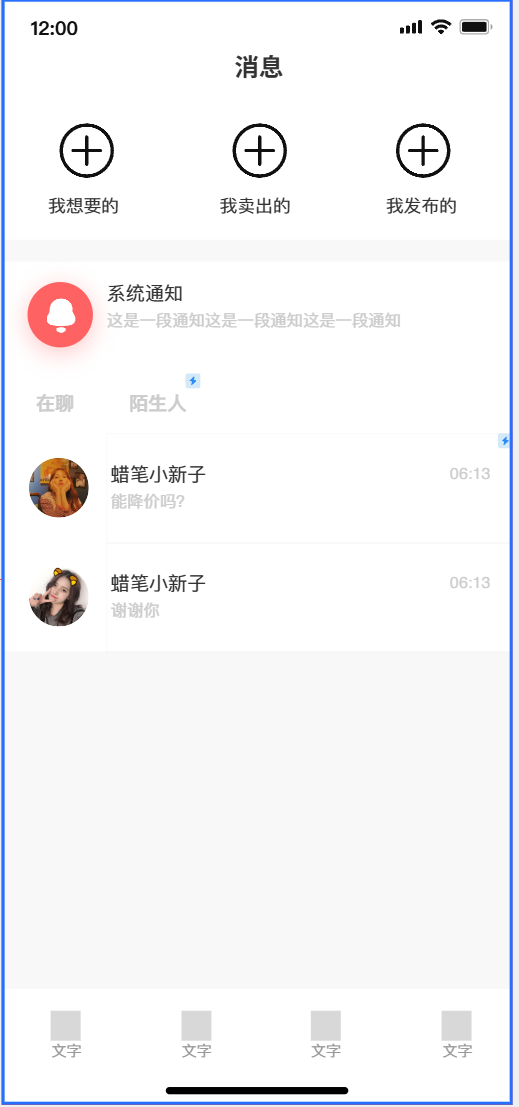 12:00
消息
我想要的 我卖出的 我发布的
系统通知
这是一段通知这是一段通知这是一段通知
在聊 陌生人
蜡笔小新子 06:13
能降价吗?
蜡笔小新子 06:13
谢谢你
文字 文字 文字 文字